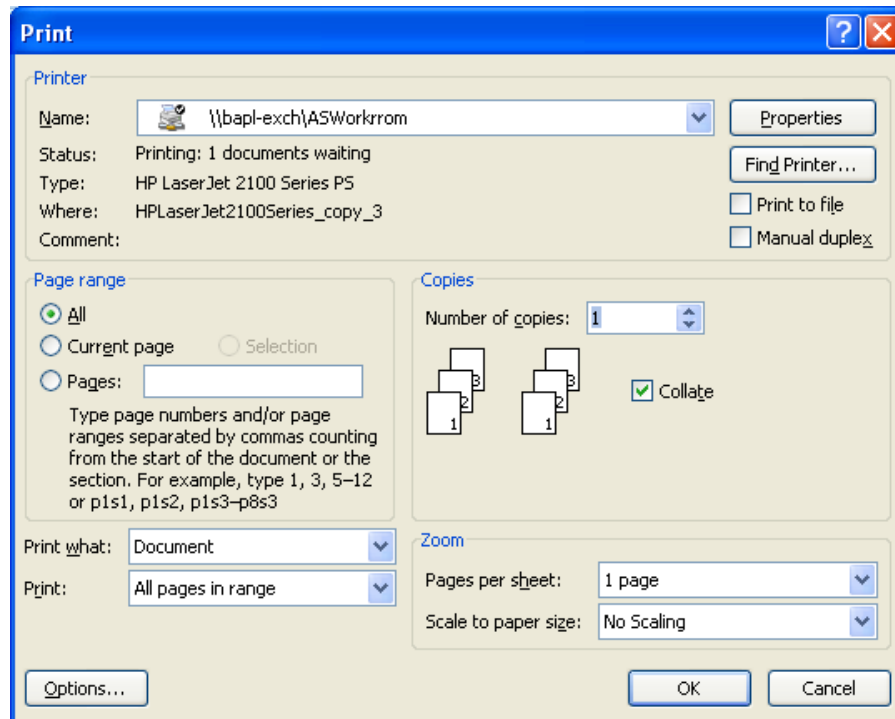 Print
Printer
Name: \\bapl-exch\ASWorkrrom Properties
Status: Printing: 1 documents waiting
Type: HP LaserJet 2100 Series PS Find Printer...
Where: HPLaserJet2100Series_copy_3 Print to file
Comment: Manual duplex
Page range
All
Current page Selection
Pages:
Type page numbers and/or page
ranges separated by commas counting
from the start of the document or the
section. For example, type 1, 3, 5–12
or p1s1, p1s2, p1s3–p8s3
Copies
Number of copies: 1
3 3
2 2
1 1
Collate
Print what: Document
Print: All pages in range
Zoom
Pages per sheet: 1 page
Scale to paper size: No Scaling
Options... OK Cancel